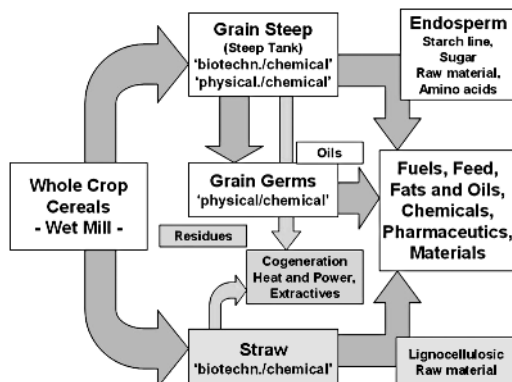 Grain Steep
(Steep Tank)
'biotechn./chemical'
'physical./chemical'
Endosperm
Starch line,
Sugar
Raw material,
Amino acids
Oils
Whole Crop
Cereals
- Wet Mill -
Grain Germs
'physical/chemical'
Fuels, Feed,
Fats and Oils,
Chemicals,
Pharmaceutics,
Materials
Residues
Cogeneration
Heat and Power,
Extractives
Straw
'biotechn./chemical'
Lignocellulosic
Raw material